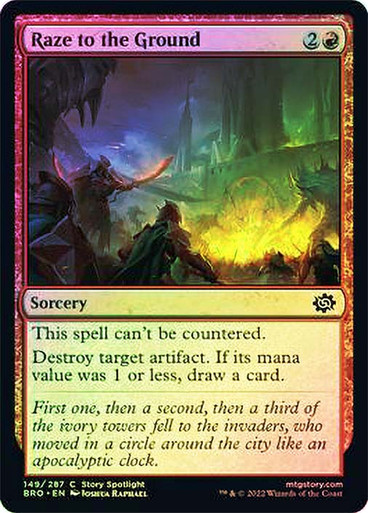 Raze to the Ground 2
Sorcery
This spell can't be countered.
Destroy target artifact. If its mana
value was 1 or less, draw a card.
First one, then a second, then a third of
the ivory towers fell to the invaders, who
moved in a circle around the city like an
apocalyptic clock.
149/287 C Story Spotlight mtgstory.com
BRO • EN Joshua Raphael ™ & © 2022 Wizards of the Coast